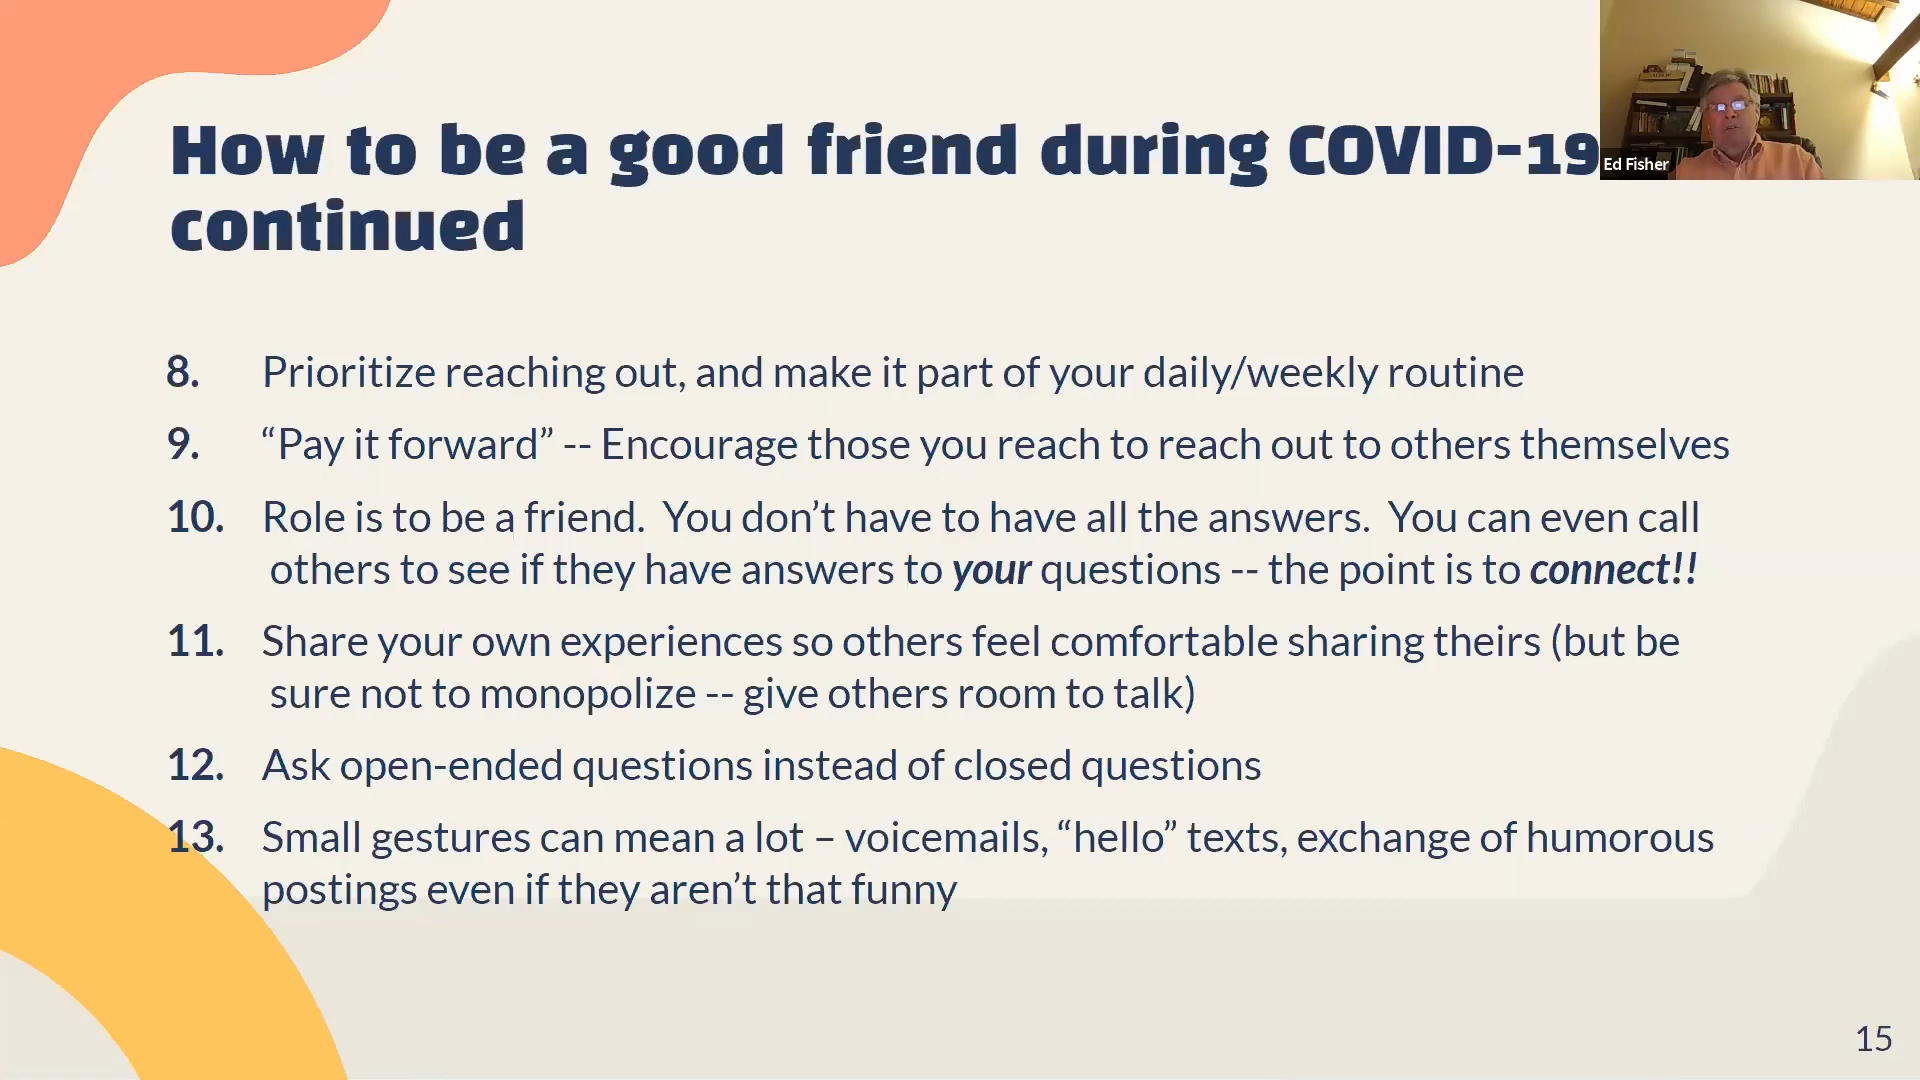 How to be a good friend during COVID-19
continued
Ed Fisher
8. Prioritize reaching out, and make it part of your daily/weekly routine
9. “Pay it forward” -- Encourage those you reach to reach out to others themselves
10. Role is to be a friend. You don’t have to have all the answers. You can even call
others to see if they have answers to your questions -- the point is to connect!!
11. Share your own experiences so others feel comfortable sharing theirs (but be
sure not to monopolize -- give others room to talk)
12. Ask open-ended questions instead of closed questions
13. Small gestures can mean a lot – voicemails, “hello” texts, exchange of humorous
postings even if they aren’t that funny
15